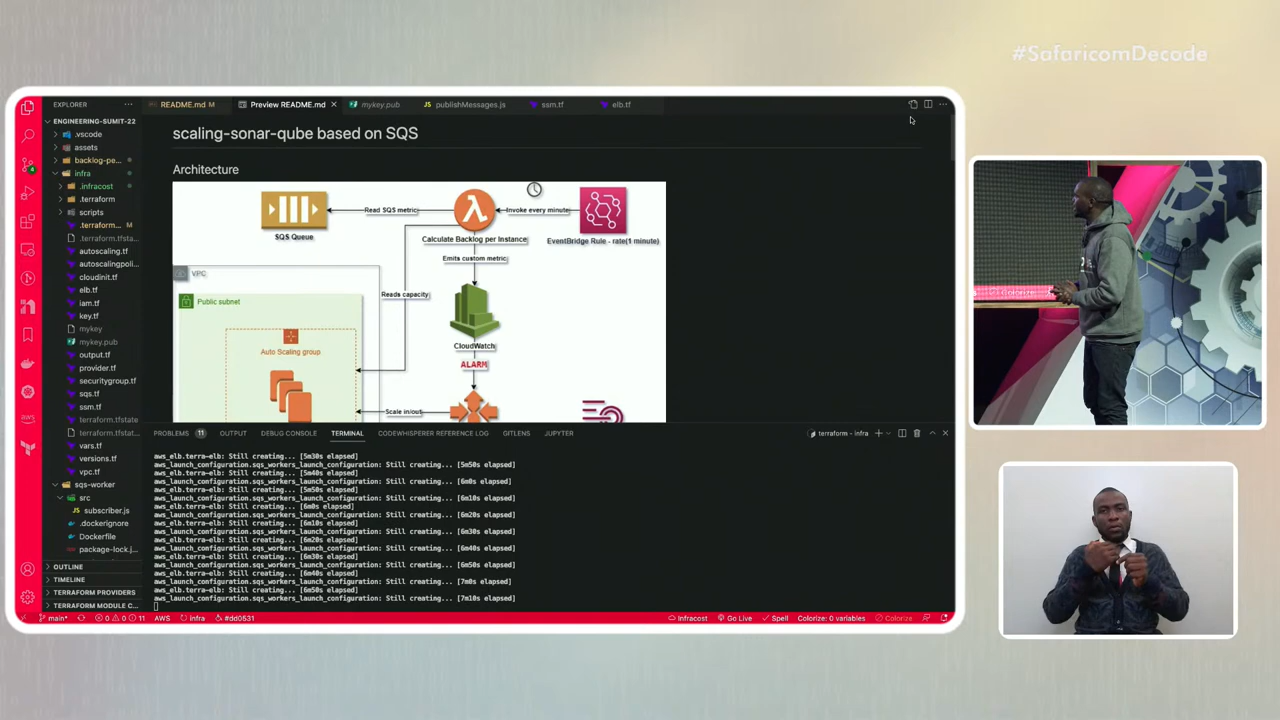 #SafaricomDecode
EXPLORER
README.md M
Preview README.md
mykey.pub
publishMessages.js
ssm.tf
elb.tf
ENGINEERING-SUMIT-22
.vscode
assets
backlog-pe...
infra
.infracost
.terraform
scripts
.terraform...
.terraform.tfsta...
autoscaling.tf
autoscalingpoli...
cloudinit.tf
elb.tf
iam.tf
key.tf
mykey
mykey.pub
output.tf
provider.tf
securitygroup.tf
sqs.tf
ssm.tf
terraform.tfstate
terraform.tfstat...
vars.tf
versions.tf
vpc.tf
sqs-worker
src
subscriber.js
.dockerignore
Dockerfile
package-lock.j...
OUTLINE
TIMELINE
TERRAFORM PROVIDERS
TERRAFORM MODULE C...
scaling-sonar-qube based on SQS
Architecture
SQS Queue
Read SQS metric
Calculate Backlog per Instance
Invoke every minute
EventBridge Rule - rate(1 minute)
Emits custom metric
VPC
Public subnet
Reads capacity
Auto Scaling group
CloudWatch
ALARM
Scale in/out
PROBLEMS 11
OUTPUT
DEBUG CONSOLE
TERMINAL
CODEWHISPERER REFERENCE LOG
GITLENS
JUPYTER
terraform - infra
aws_elb.terra-elb: Still creating... [5m30s elapsed]
aws_launch_configuration.sqs_workers_launch_configuration: Still creating... [5m50s elapsed]
aws_elb.terra-elb: Still creating... [5m40s elapsed]
aws_launch_configuration.sqs_workers_launch_configuration: Still creating... [6m0s elapsed]
aws_elb.terra-elb: Still creating... [5m50s elapsed]
aws_launch_configuration.sqs_workers_launch_configuration: Still creating... [6m10s elapsed]
aws_elb.terra-elb: Still creating... [6m0s elapsed]
aws_launch_configuration.sqs_workers_launch_configuration: Still creating... [6m20s elapsed]
aws_elb.terra-elb: Still creating... [6m10s elapsed]
aws_launch_configuration.sqs_workers_launch_configuration: Still creating... [6m30s elapsed]
aws_elb.terra-elb: Still creating... [6m20s elapsed]
aws_launch_configuration.sqs_workers_launch_configuration: Still creating... [6m40s elapsed]
aws_elb.terra-elb: Still creating... [6m30s elapsed]
aws_launch_configuration.sqs_workers_launch_configuration: Still creating... [6m50s elapsed]
aws_elb.terra-elb: Still creating... [6m40s elapsed]
aws_launch_configuration.sqs_workers_launch_configuration: Still creating... [7m0s elapsed]
aws_elb.terra-elb: Still creating... [6m50s elapsed]
aws_launch_configuration.sqs_workers_launch_configuration: Still creating... [7m10s elapsed]
main*
0 0 11
AWS
infra
#dd0531
Infracost
Go Live
Spell
Colorize: 0 variables
Colorize